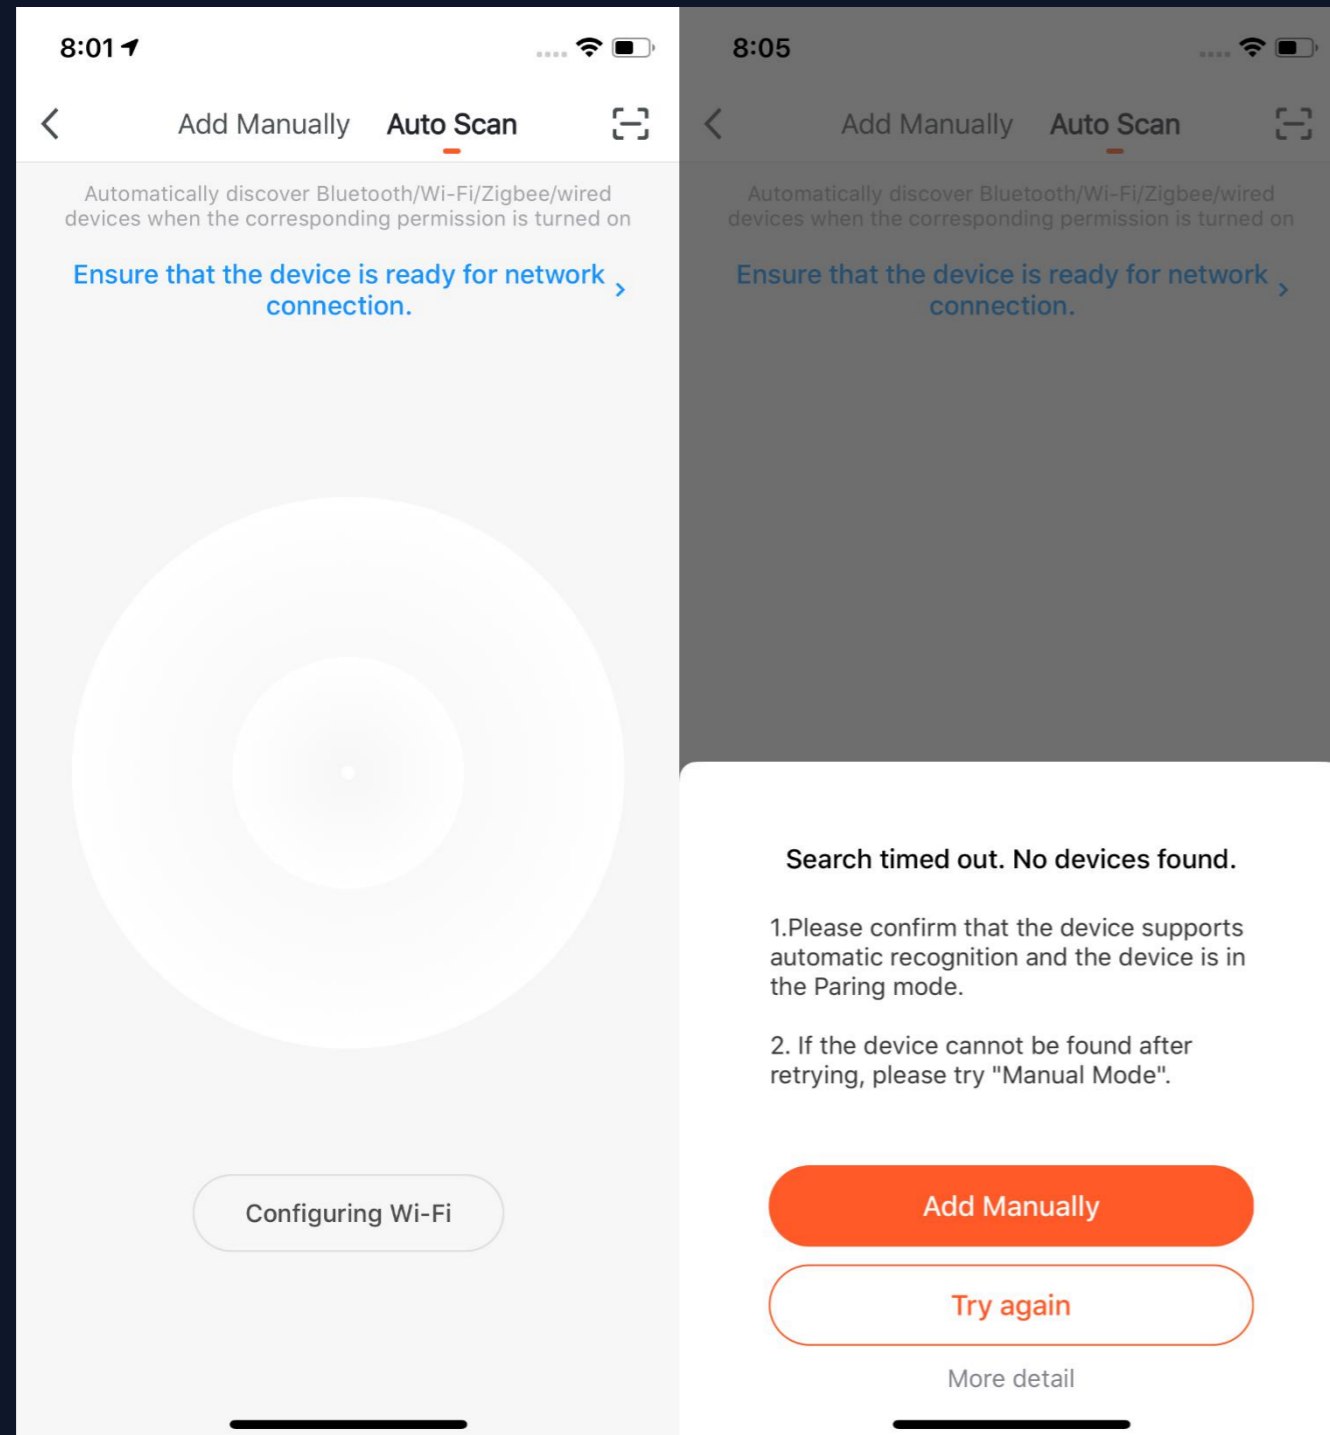 8:01
Add Manually Auto Scan
Automatically discover Bluetooth/Wi-Fi/Zigbee/wired
devices when the corresponding permission is turned on
Ensure that the device is ready for network
connection.
Configuring Wi-Fi
8:05
Add Manually Auto Scan
Automatically discover Bluetooth/Wi-Fi/Zigbee/wired
devices when the corresponding permission is turned on
Ensure that the device is ready for network
connection.
Search timed out. No devices found.
1.Please confirm that the device supports
automatic recognition and the device is in
the Paring mode.
2. If the device cannot be found after
retrying, please try "Manual Mode".
Add Manually
Try again
More detail